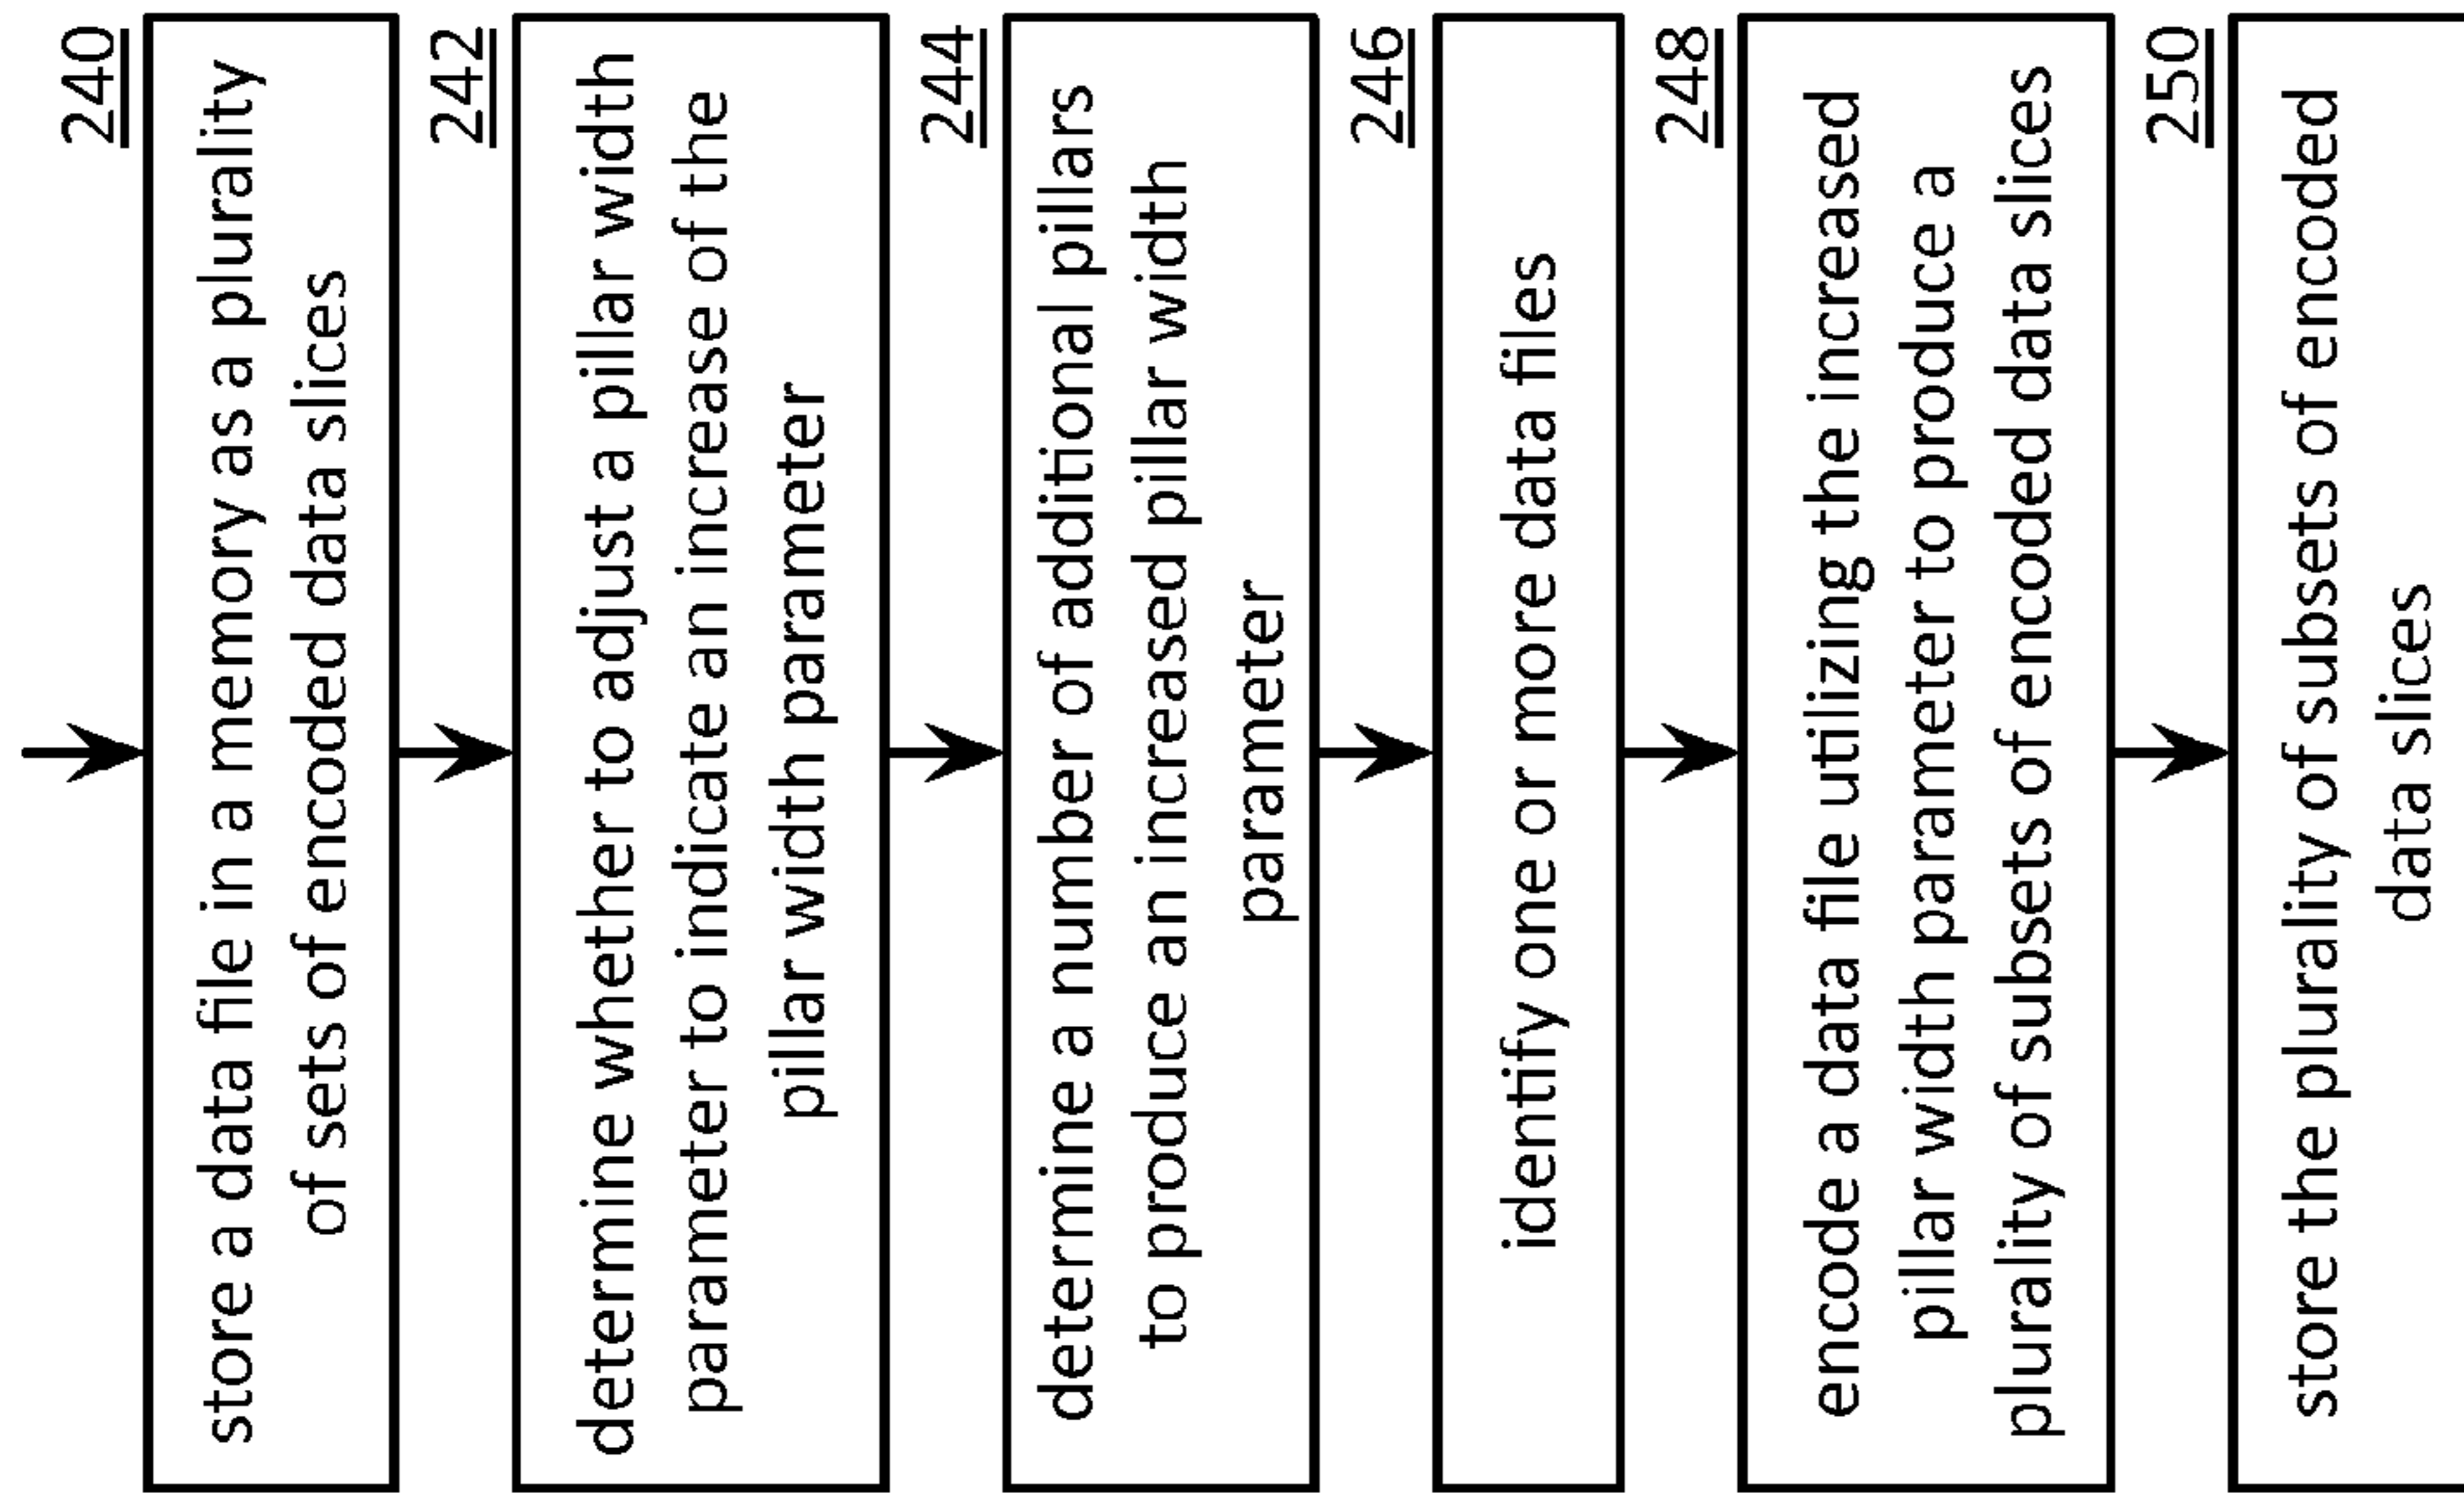 240
store a data file in a memory as a plurality
of sets of encoded data slices
242
determine whether to adjust a pillar width
parameter to indicate an increase of the
pillar width parameter
244
determine a number of additional pillars
to produce an increased pillar width
parameter
246
identify one or more data files
248
encode a data file utilizing the increased
pillar width parameter to produce a
plurality of subsets of encoded data slices
250
store the plurality of subsets of encoded
data slices